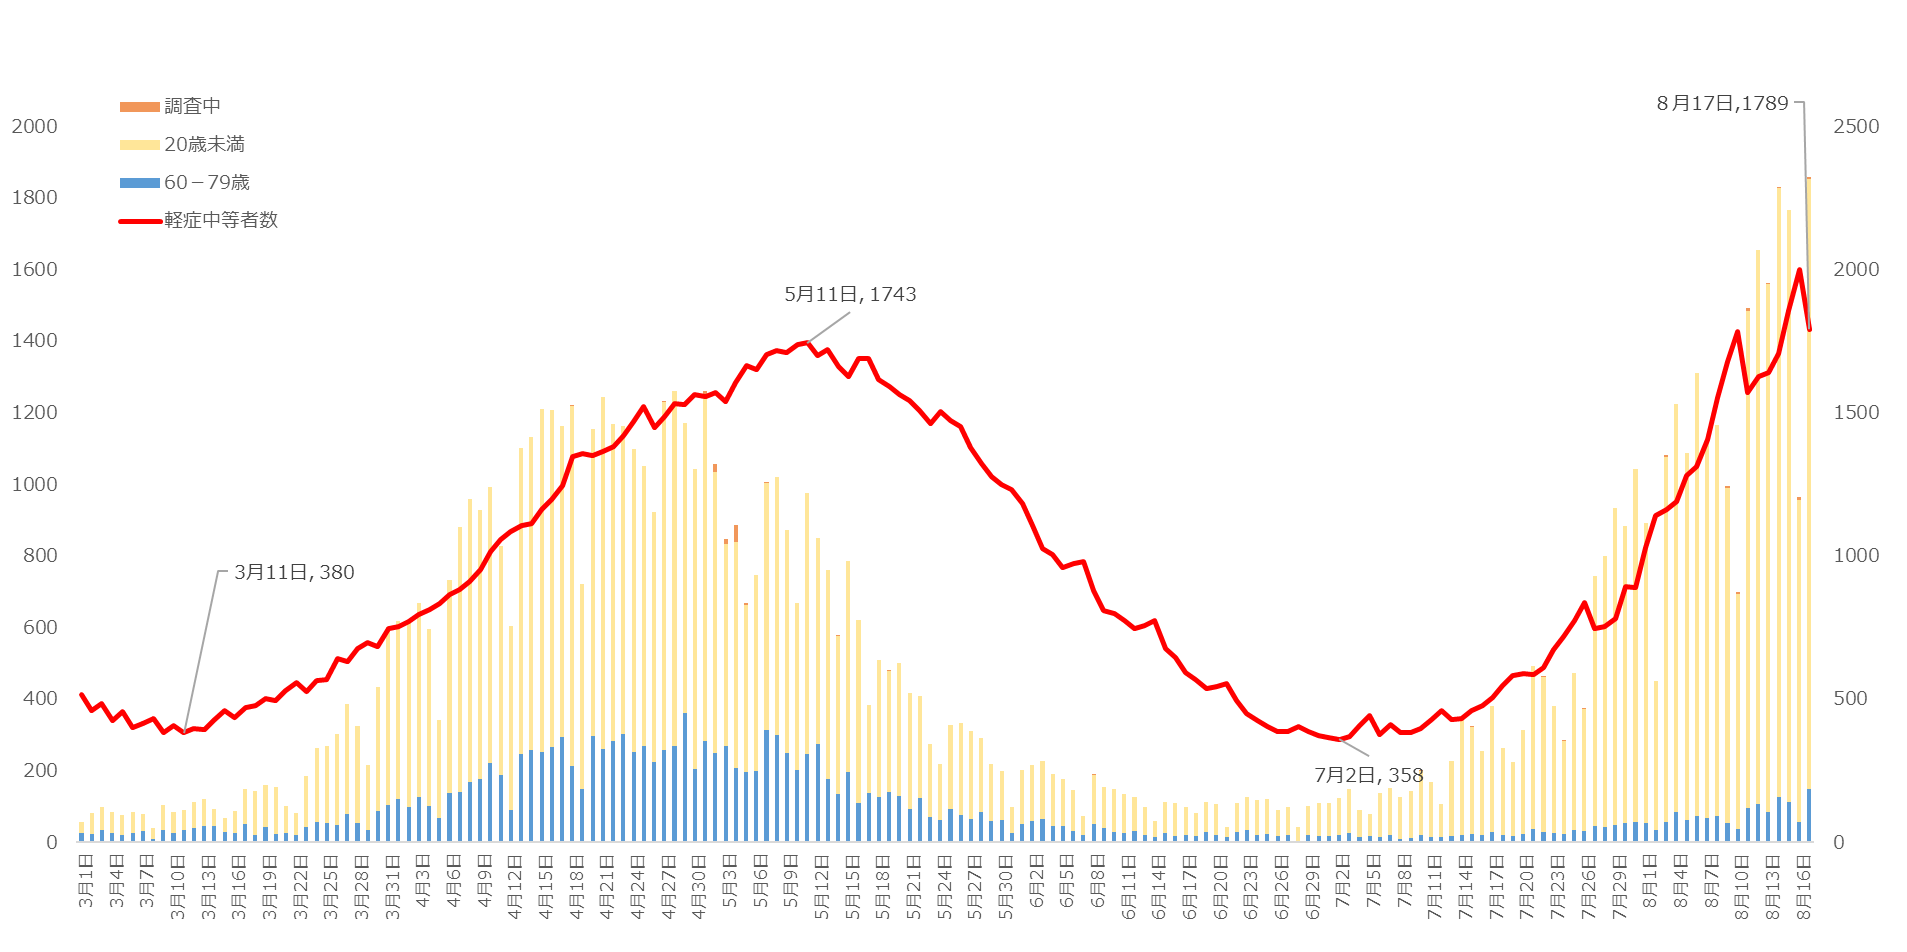 調査中
20歳未満
60－79歳
軽症中等者数
2000
1800
1600
1400
1200
1000
800
600
400
200
0
2500
2000
1500
1000
500
0
3月11日, 380
5月11日, 1743
7月2日, 358
８月17日,1789
3月1日
3月4日
3月7日
3月10日
3月13日
3月16日
3月19日
3月22日
3月25日
3月28日
3月31日
4月3日
4月6日
4月9日
4月12日
4月15日
4月18日
4月21日
4月24日
4月27日
4月30日
5月3日
5月6日
5月9日
5月12日
5月15日
5月18日
5月21日
5月24日
5月27日
5月30日
6月2日
6月5日
6月8日
6月11日
6月14日
6月17日
6月20日
6月23日
6月26日
6月29日
7月2日
7月5日
7月8日
7月11日
7月14日
7月17日
7月20日
7月23日
7月26日
7月29日
8月1日
8月4日
8月7日
8月10日
8月13日
8月16日